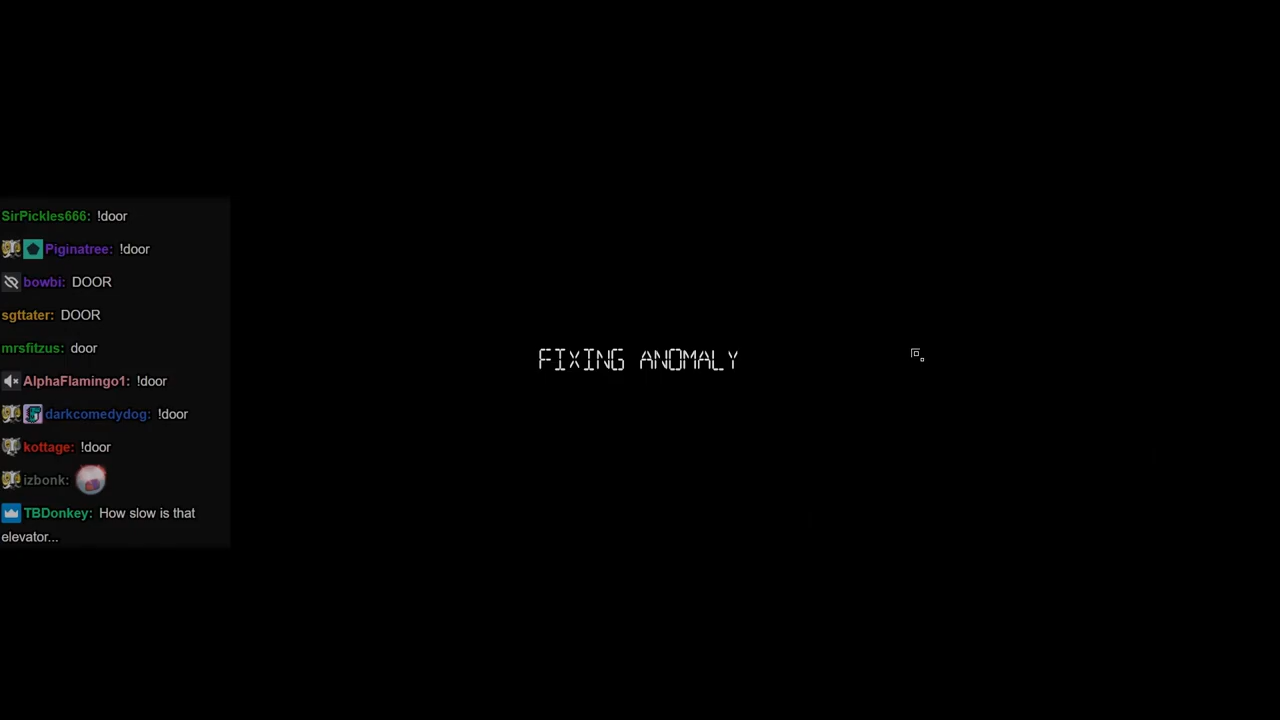 SirPickles666: !door
Piginatree: !door
bowbi: DOOR
sgttater: DOOR
mrsfitzus: door
AlphaFlamingo1: !door
darkcomedydog: !door
kottage: !door
izbonk:
TBDonkey: How slow is that
elevator...
FIXING ANOMALY